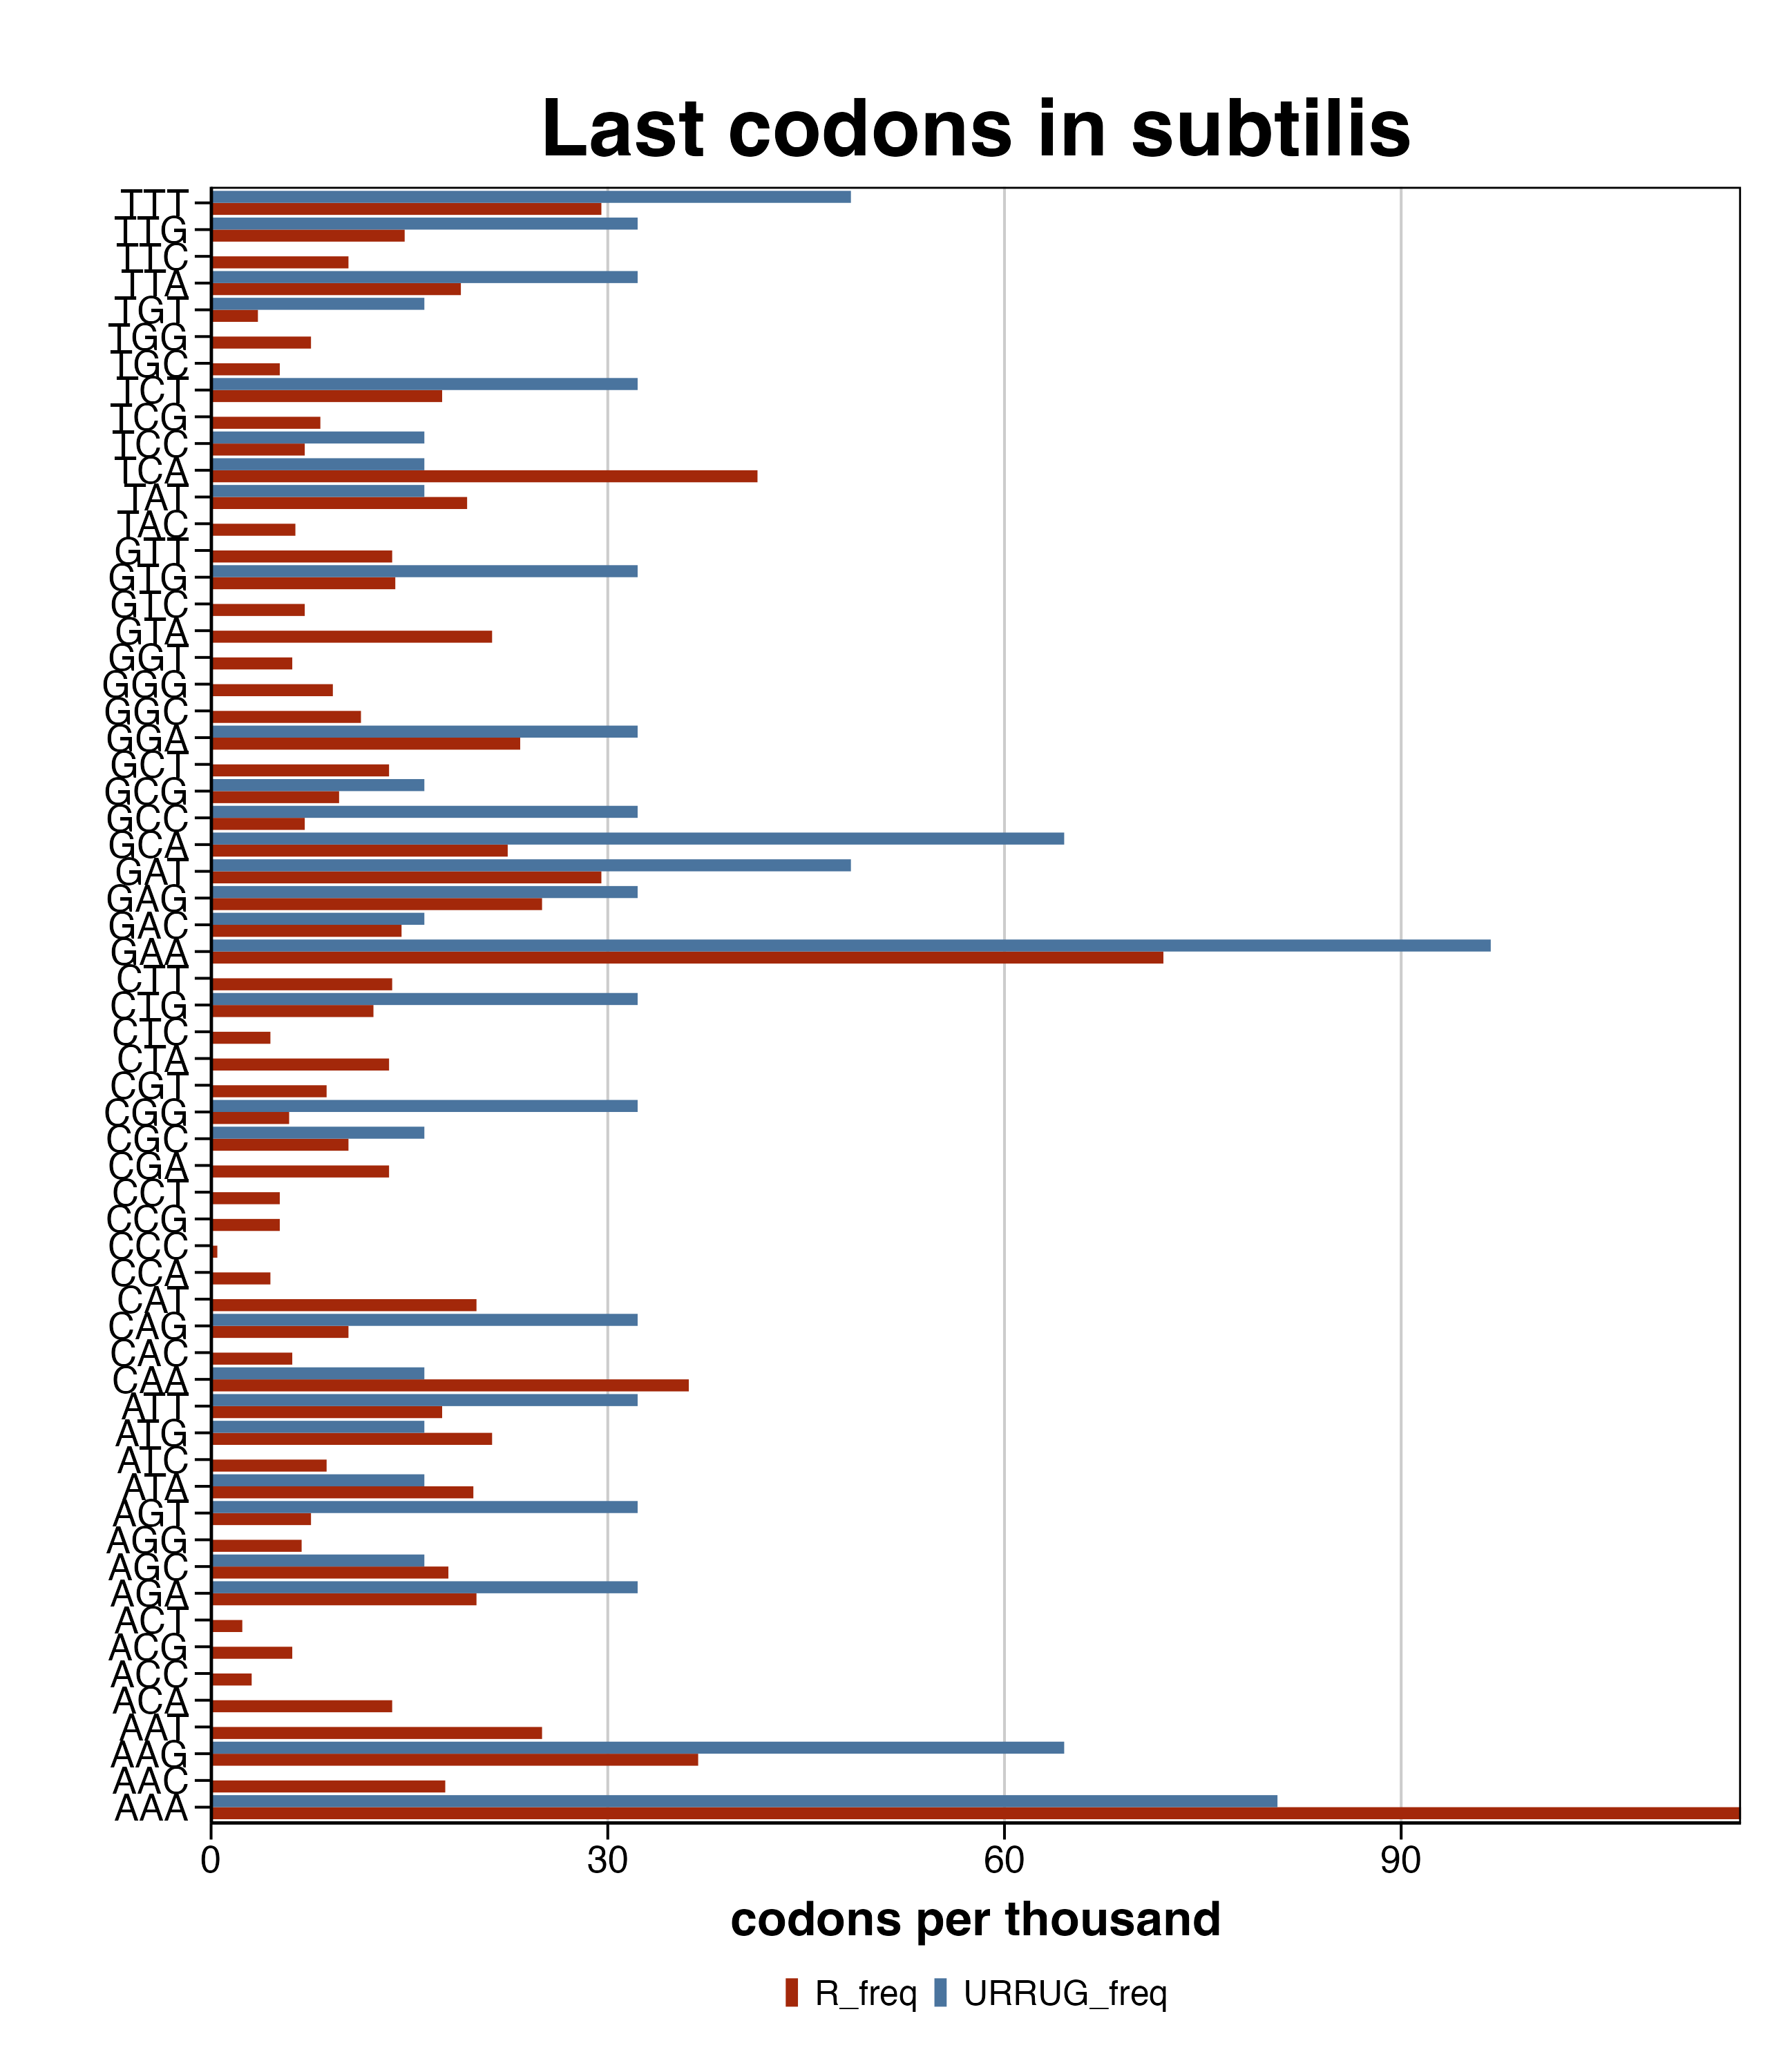 Last codons in subtilis
TTT
TTG
TTC
TTA
TGT
TGG
TGC
TCT
TCG
TCC
TCA
TAT
TAC
GTT
GTG
GTC
GTA
GGT
GGG
GGC
GGA
GCT
GCG
GCC
GCA
GAT
GAG
GAC
GAA
CTT
CTG
CTC
CTA
CGT
CGG
CGC
CGA
CCT
CCG
CCC
CCA
CAT
CAG
CAC
CAA
ATT
ATG
ATC
ATA
AGT
AGG
AGC
AGA
ACT
ACG
ACC
ACA
AAT
AAG
AAC
AAA
0 30 60 90
codons per thousand
R_freq URRUG_freq